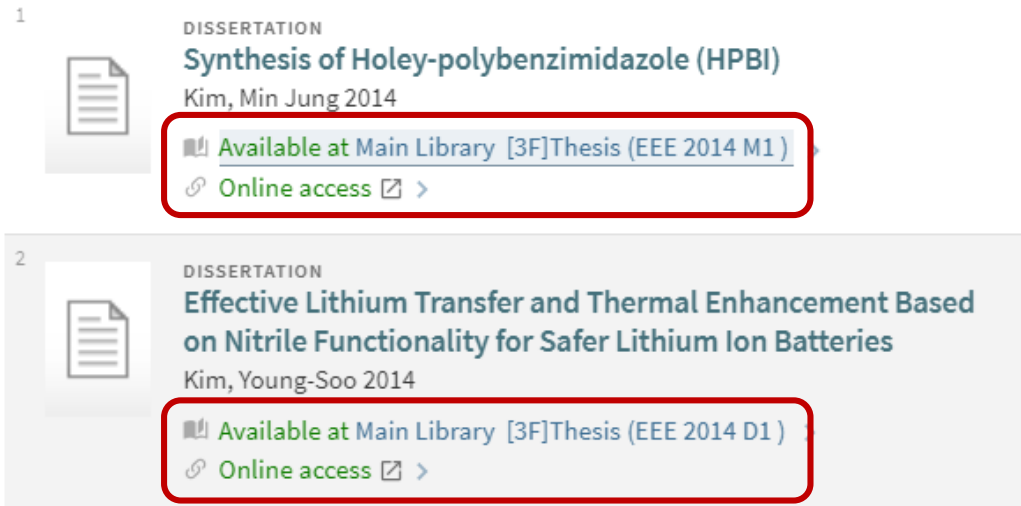 1
DISSERTATION
Synthesis of Holey-polybenzimidazole (HPBI)
Kim, Min Jung 2014
Available at Main Library [3F]Thesis (EEE 2014 M1 )
Online access
2
DISSERTATION
Effective Lithium Transfer and Thermal Enhancement Based
on Nitrile Functionality for Safer Lithium Ion Batteries
Kim, Young-Soo 2014
Available at Main Library [3F]Thesis (EEE 2014 D1 )
Online access